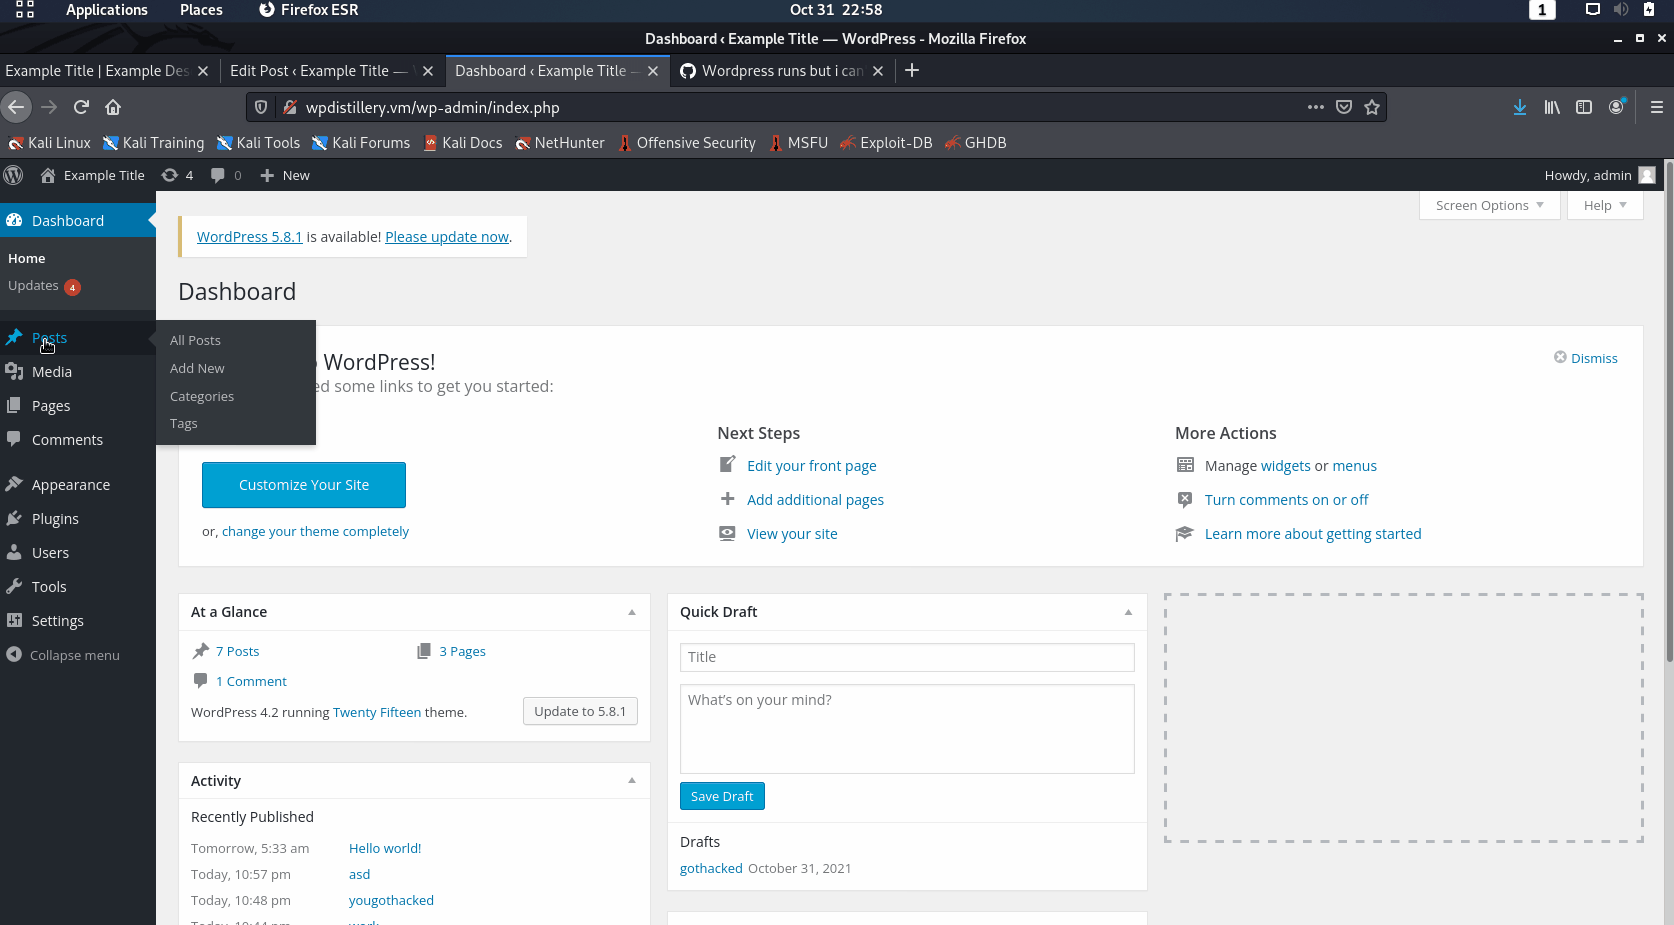 Applications Places Firefox ESR Oct 31 22:58 1
Dashboard ‹ Example Title — WordPress - Mozilla Firefox
Example Title | Example Des Edit Post ‹ Example Title — Dashboard ‹ Example Title — Wordpress runs but i can
wpdistillery.vm/wp-admin/index.php
Kali Linux Kali Training Kali Tools Kali Forums Kali Docs NetHunter Offensive Security MSFU Exploit-DB GHDB
Example Title 4 0 New Howdy, admin
Screen Options Help
Dashboard
Home
Updates 4
Posts
Media
Pages
Comments
Appearance
Plugins
Users
Tools
Settings
Collapse menu
All Posts
Add New
Categories
Tags
WordPress 5.8.1 is available! Please update now.
Dashboard
WordPress!
ed some links to get you started:
Dismiss
Customize Your Site
or, change your theme completely
Next Steps
Edit your front page
Add additional pages
View your site
More Actions
Manage widgets or menus
Turn comments on or off
Learn more about getting started
At a Glance
7 Posts 3 Pages
1 Comment
WordPress 4.2 running Twenty Fifteen theme. Update to 5.8.1
Activity
Recently Published
Tomorrow, 5:33 am Hello world!
Today, 10:57 pm asd
Today, 10:48 pm yougothacked
Quick Draft
Title
What's on your mind?
Save Draft
Drafts
gothacked October 31, 2021